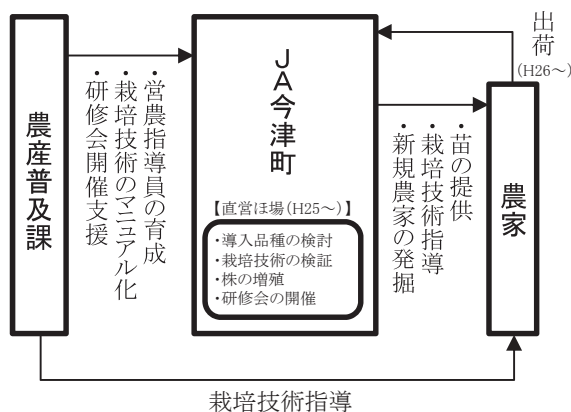 農産普及課
・営農指導員の育成
・栽培技術のマニュアル化
・研修会開催支援
JA今津町
【直営ほ場(H25～)】
・導入品種の検討
・栽培技術の検証
・株の増殖
・研修会の開催
出荷
(H26～)
・苗の提供
・栽培技術指導
・新規農家の発掘
農家
栽培技術指導